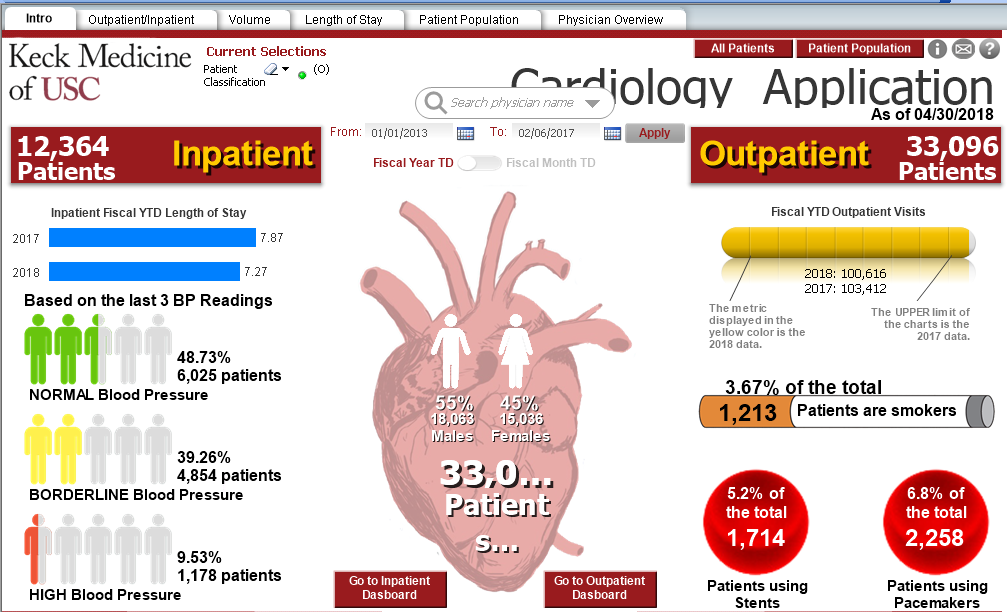 Intro
Outpatient/Inpatient
Volume
Length of Stay
Patient Population
Physician Overview
Keck Medicine
of USC
Current Selections
Patient
Classification
(0)
All Patients
Patient Population
i
?
Cardiology Application
Search physician name
As of 04/30/2018
12,364
Patients
Inpatient
From: 01/01/2013
To: 02/06/2017
Apply
Fiscal Year TD
Fiscal Month TD
Outpatient
33,096
Patients
Inpatient Fiscal YTD Length of Stay
2017 7.87
2018 7.27
Based on the last 3 BP Readings
48.73%
6,025 patients
NORMAL Blood Pressure
39.26%
4,854 patients
BORDERLINE Blood Pressure
9.53%
1,178 patients
HIGH Blood Pressure
55%
18,063
Males
45%
15,036
Females
33,0...
Patient
s...
Go to Inpatient
Dasboard
Go to Outpatient
Dasboard
Fiscal YTD Outpatient Visits
2018: 100,616
2017: 103,412
The metric
displayed in the
yellow color is the
2018 data.
The UPPER limit of
the charts is the
2017 data.
3.67% of the total
1,213
Patients are smokers
5.2% of
the total
1,714
Patients using
Stents
6.8% of
the total
2,258
Patients using
Pacemakers